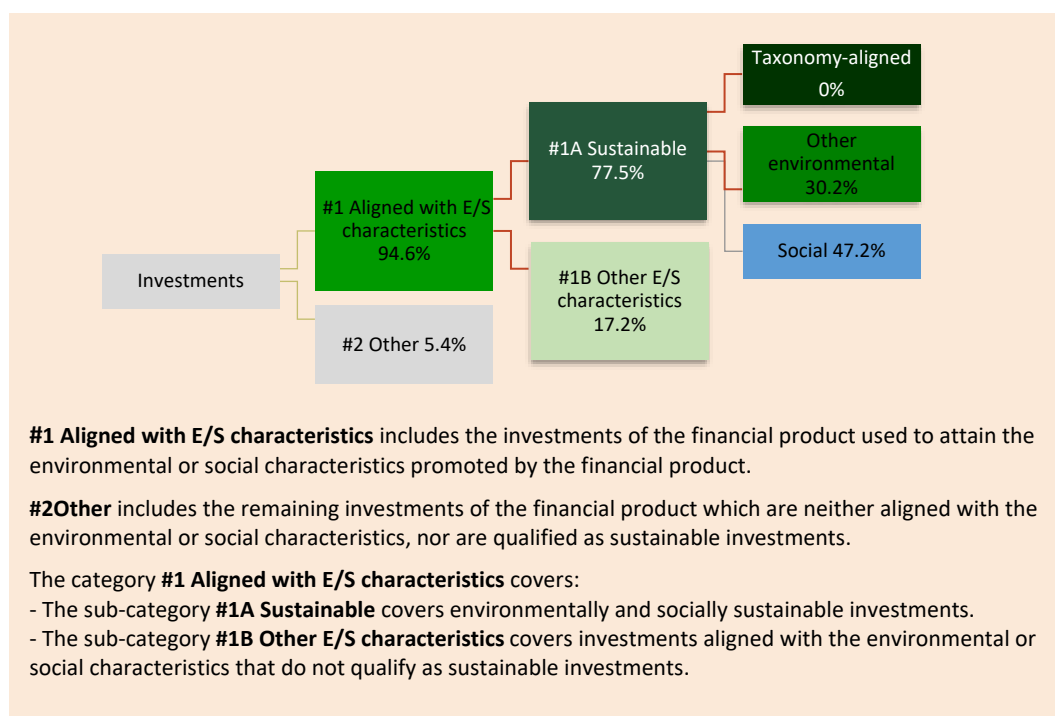 Taxonomy-aligned
0%
#1A Sustainable
77.5%
Other
environmental
30.2%
#1 Aligned with E/S
characteristics
94.6%
Social 47.2%
Investments
#1B Other E/S
characteristics
17.2%
#2 Other 5.4%
#1 Aligned with E/S characteristics includes the investments of the financial product used to attain the
environmental or social characteristics promoted by the financial product.
#2Other includes the remaining investments of the financial product which are neither aligned with the
environmental or social characteristics, nor are qualified as sustainable investments.
The category #1 Aligned with E/S characteristics covers:
- The sub-category #1A Sustainable covers environmentally and socially sustainable investments.
- The sub-category #1B Other E/S characteristics covers investments aligned with the environmental or
social characteristics that do not qualify as sustainable investments.